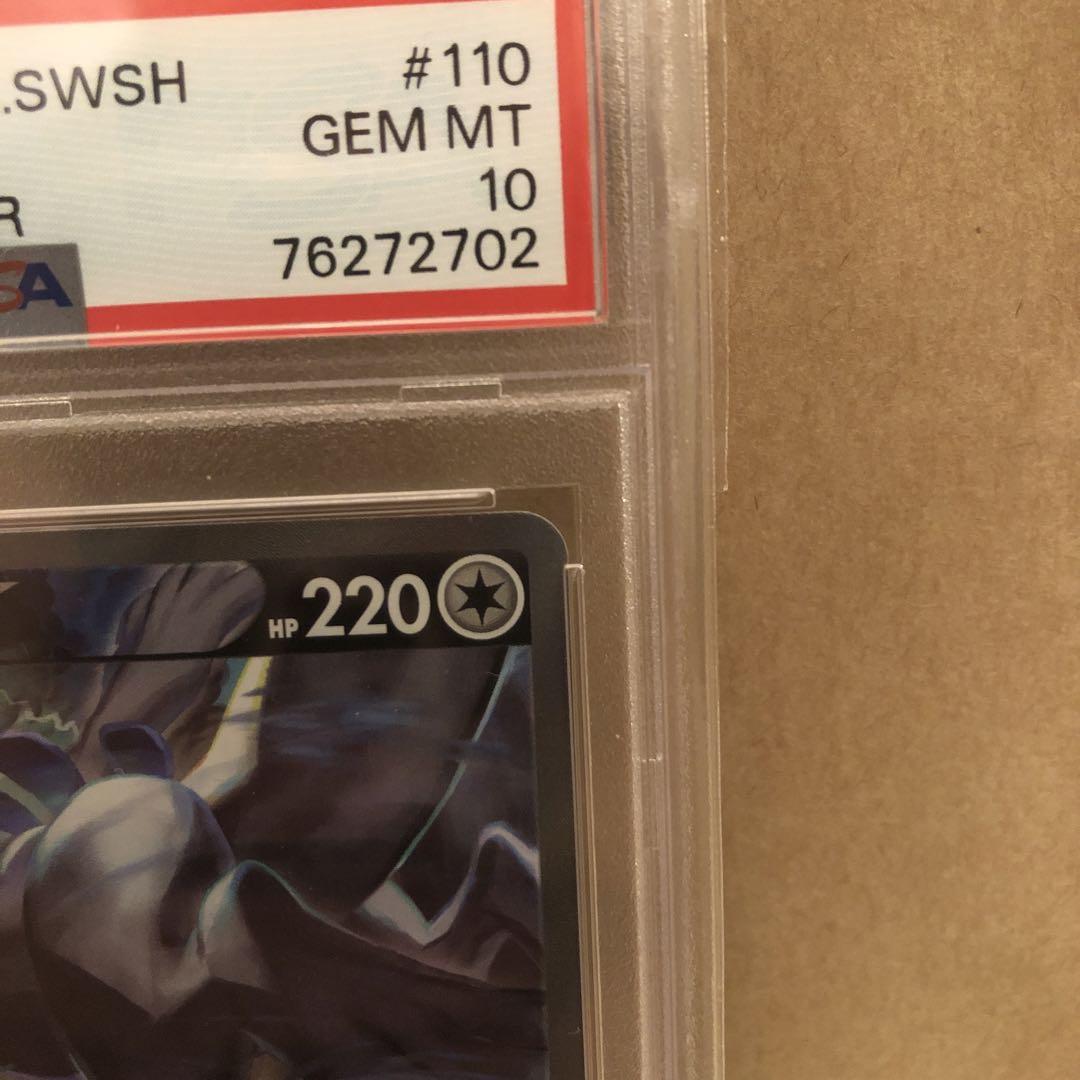 .SWSH #110
GEM MT
R 10
76272702
SA
HP 220